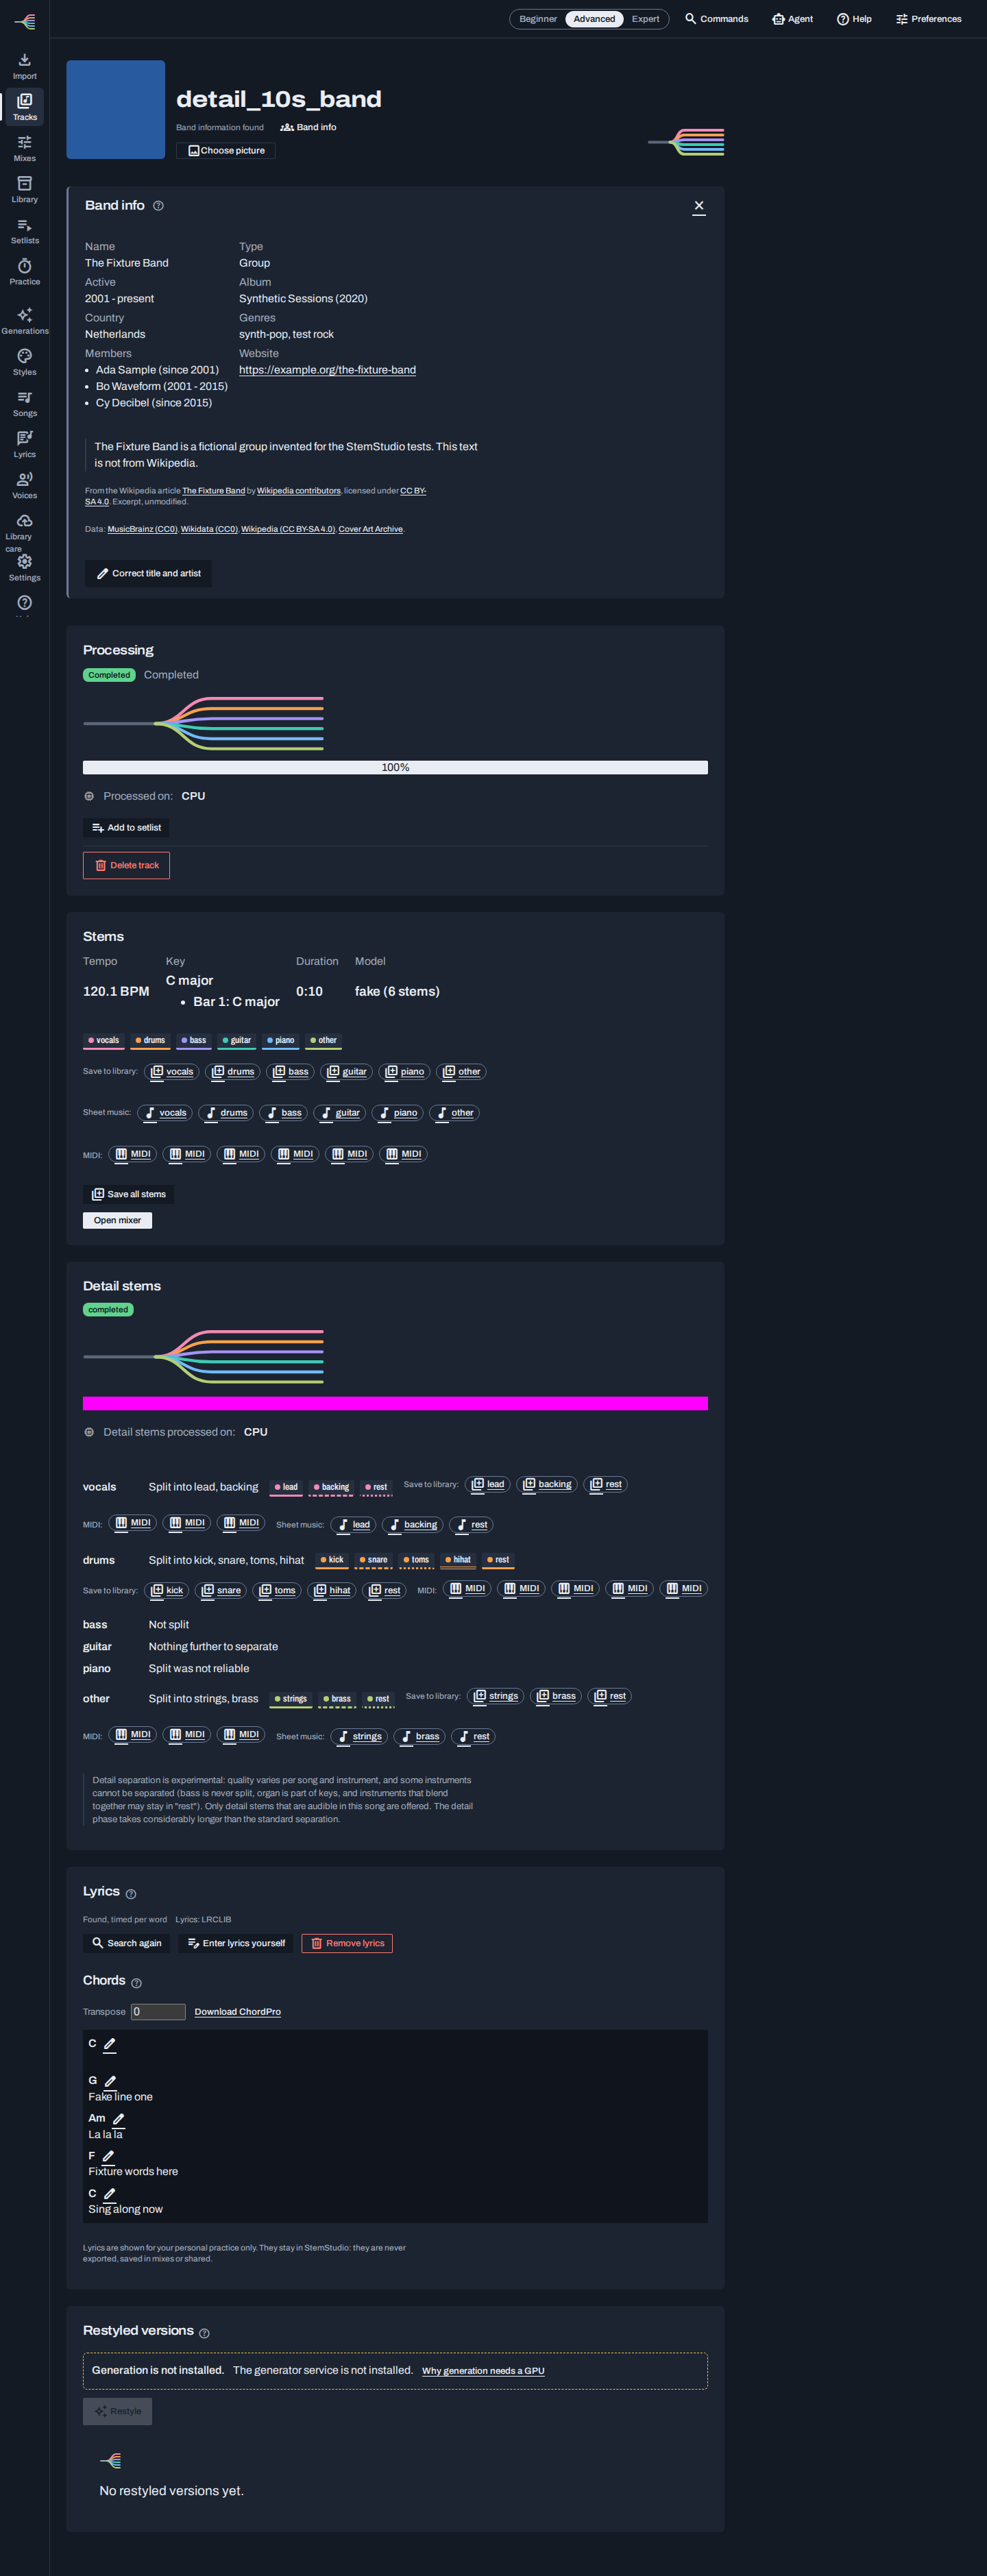 Beginner Advanced Expert Commands Agent Help Preferences
Import
Tracks
Mixes
Library
Setlists
Practice
Generations
Styles
Songs
Lyrics
Voices
Library
care
Settings
detail_10s_band
Band information found Band info
Choose picture
Band info
Name Type
The Fixture Band Group
Active Album
2001 - present Synthetic Sessions (2020)
Country Genres
Netherlands synth-pop, test rock
Members Website
• Ada Sample (since 2001) https://example.org/the-fixture-band
• Bo Waveform (2001 - 2015)
• Cy Decibel (since 2015)
The Fixture Band is a fictional group invented for the StemStudio tests. This text
is not from Wikipedia.
From the Wikipedia article The Fixture Band by Wikipedia contributors, licensed under CC BY-
SA 4.0. Excerpt, unmodified.
Data: MusicBrainz (CC0), Wikidata (CC0), Wikipedia (CC BY-SA 4.0), Cover Art Archive.
Correct title and artist
Processing
Completed Completed
100%
Processed on: CPU
Add to setlist
Delete track
Stems
Tempo Key Duration Model
120.1 BPM C major 0:10 fake (6 stems)
• Bar 1: C major
vocals drums bass guitar piano other
Save to library: vocals drums bass guitar piano other
Sheet music: vocals drums bass guitar piano other
MIDI: MIDI MIDI MIDI MIDI MIDI MIDI
Save all stems
Open mixer
Detail stems
completed
Detail stems processed on: CPU
vocals Split into lead, backing lead backing rest Save to library: lead backing rest
MIDI: MIDI MIDI MIDI Sheet music: lead backing rest
drums Split into kick, snare, toms, hihat kick snare toms hihat rest
Save to library: kick snare toms hihat rest MIDI: MIDI MIDI MIDI MIDI MIDI
bass Not split
guitar Nothing further to separate
piano Split was not reliable
other Split into strings, brass strings brass rest Save to library: strings brass rest
MIDI: MIDI MIDI MIDI Sheet music: strings brass rest
Detail separation is experimental: quality varies per song and instrument, and some instruments
cannot be separated (bass is never split, organ is part of keys, and instruments that blend
together may stay in "rest"). Only detail stems that are audible in this song are offered. The detail
phase takes considerably longer than the standard separation.
Lyrics
Found, timed per word Lyrics: LRCLIB
Search again Enter lyrics yourself Remove lyrics
Chords
Transpose 0 Download ChordPro
C
G
Fake line one
Am
La la la
F
Fixture words here
C
Sing along now
Lyrics are shown for your personal practice only. They stay in StemStudio: they are never
exported, saved in mixes or shared.
Restyled versions
Generation is not installed. The generator service is not installed. Why generation needs a GPU
Restyle
No restyled versions yet.